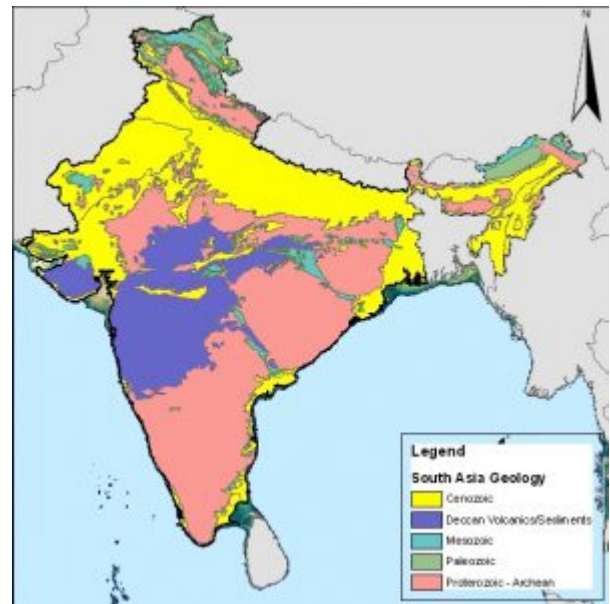 N
Legend
South Asia Geology
Cenozoic
Deccan Volcanics/Sediments
Mesozoic
Paleozoic
Proterozoic - Archean